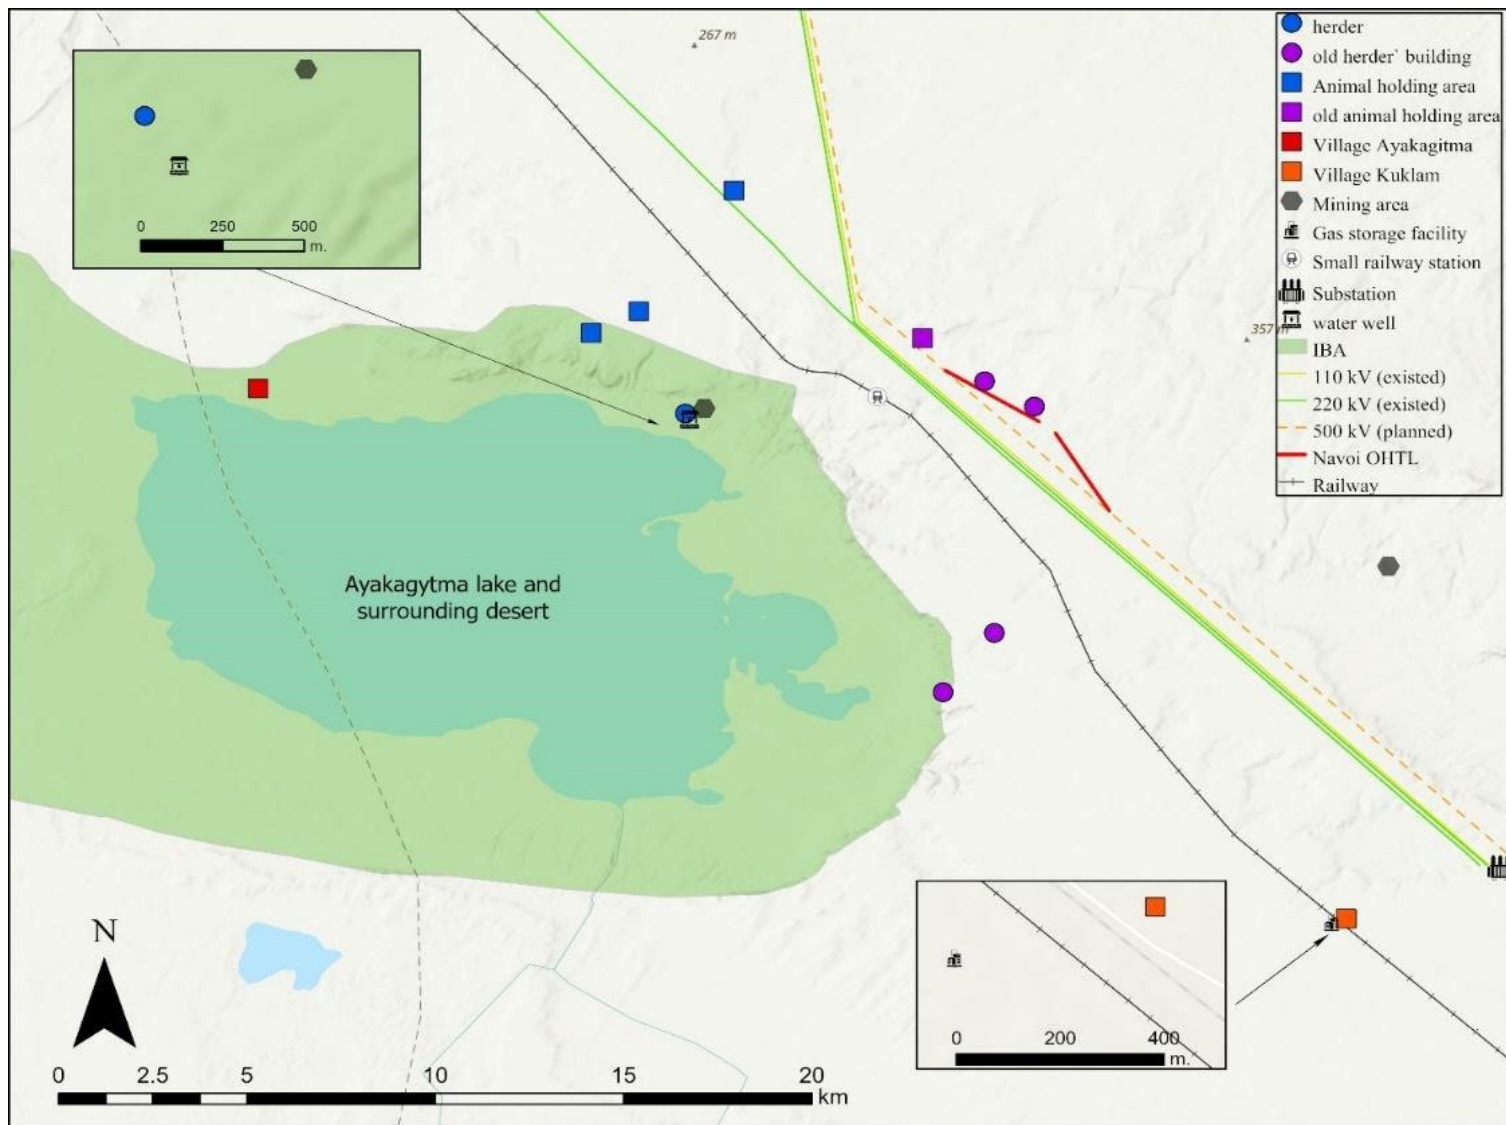 267 m
herder
old herder` building
Animal holding area
old animal holding area
Village Ayakagitma
Village Kuklam
Mining area
Gas storage facility
Small railway station
Substation
water well
IBA
110 kV (existed)
220 kV (existed)
500 kV (planned)
Navoi OHTL
Railway
0 250 500
m.
357 m
Ayakagytma lake and
surrounding desert
N
0 2.5 5 10 15 20
km
0 200 400
m.